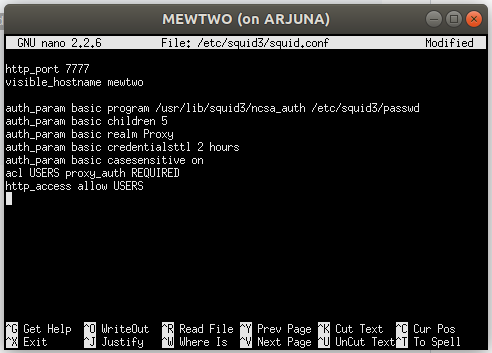 MEWTWO (on ARJUNA)
GNU nano 2.2.6 File: /etc/squid3/squid.conf Modified
http_port 7777
visible_hostname mewtwo
auth_param basic program /usr/lib/squid3/ncsa_auth /etc/squid3/passwd
auth_param basic children 5
auth_param basic realm Proxy
auth_param basic credentialsttl 2 hours
auth_param basic casesensitive on
acl USERS proxy_auth REQUIRED
http_access allow USERS
^G Get Help ^O WriteOut ^R Read File ^Y Prev Page ^K Cut Text ^C Cur Pos
^X Exit ^J Justify ^W Where Is ^V Next Page ^U UnCut Text ^T To Spell